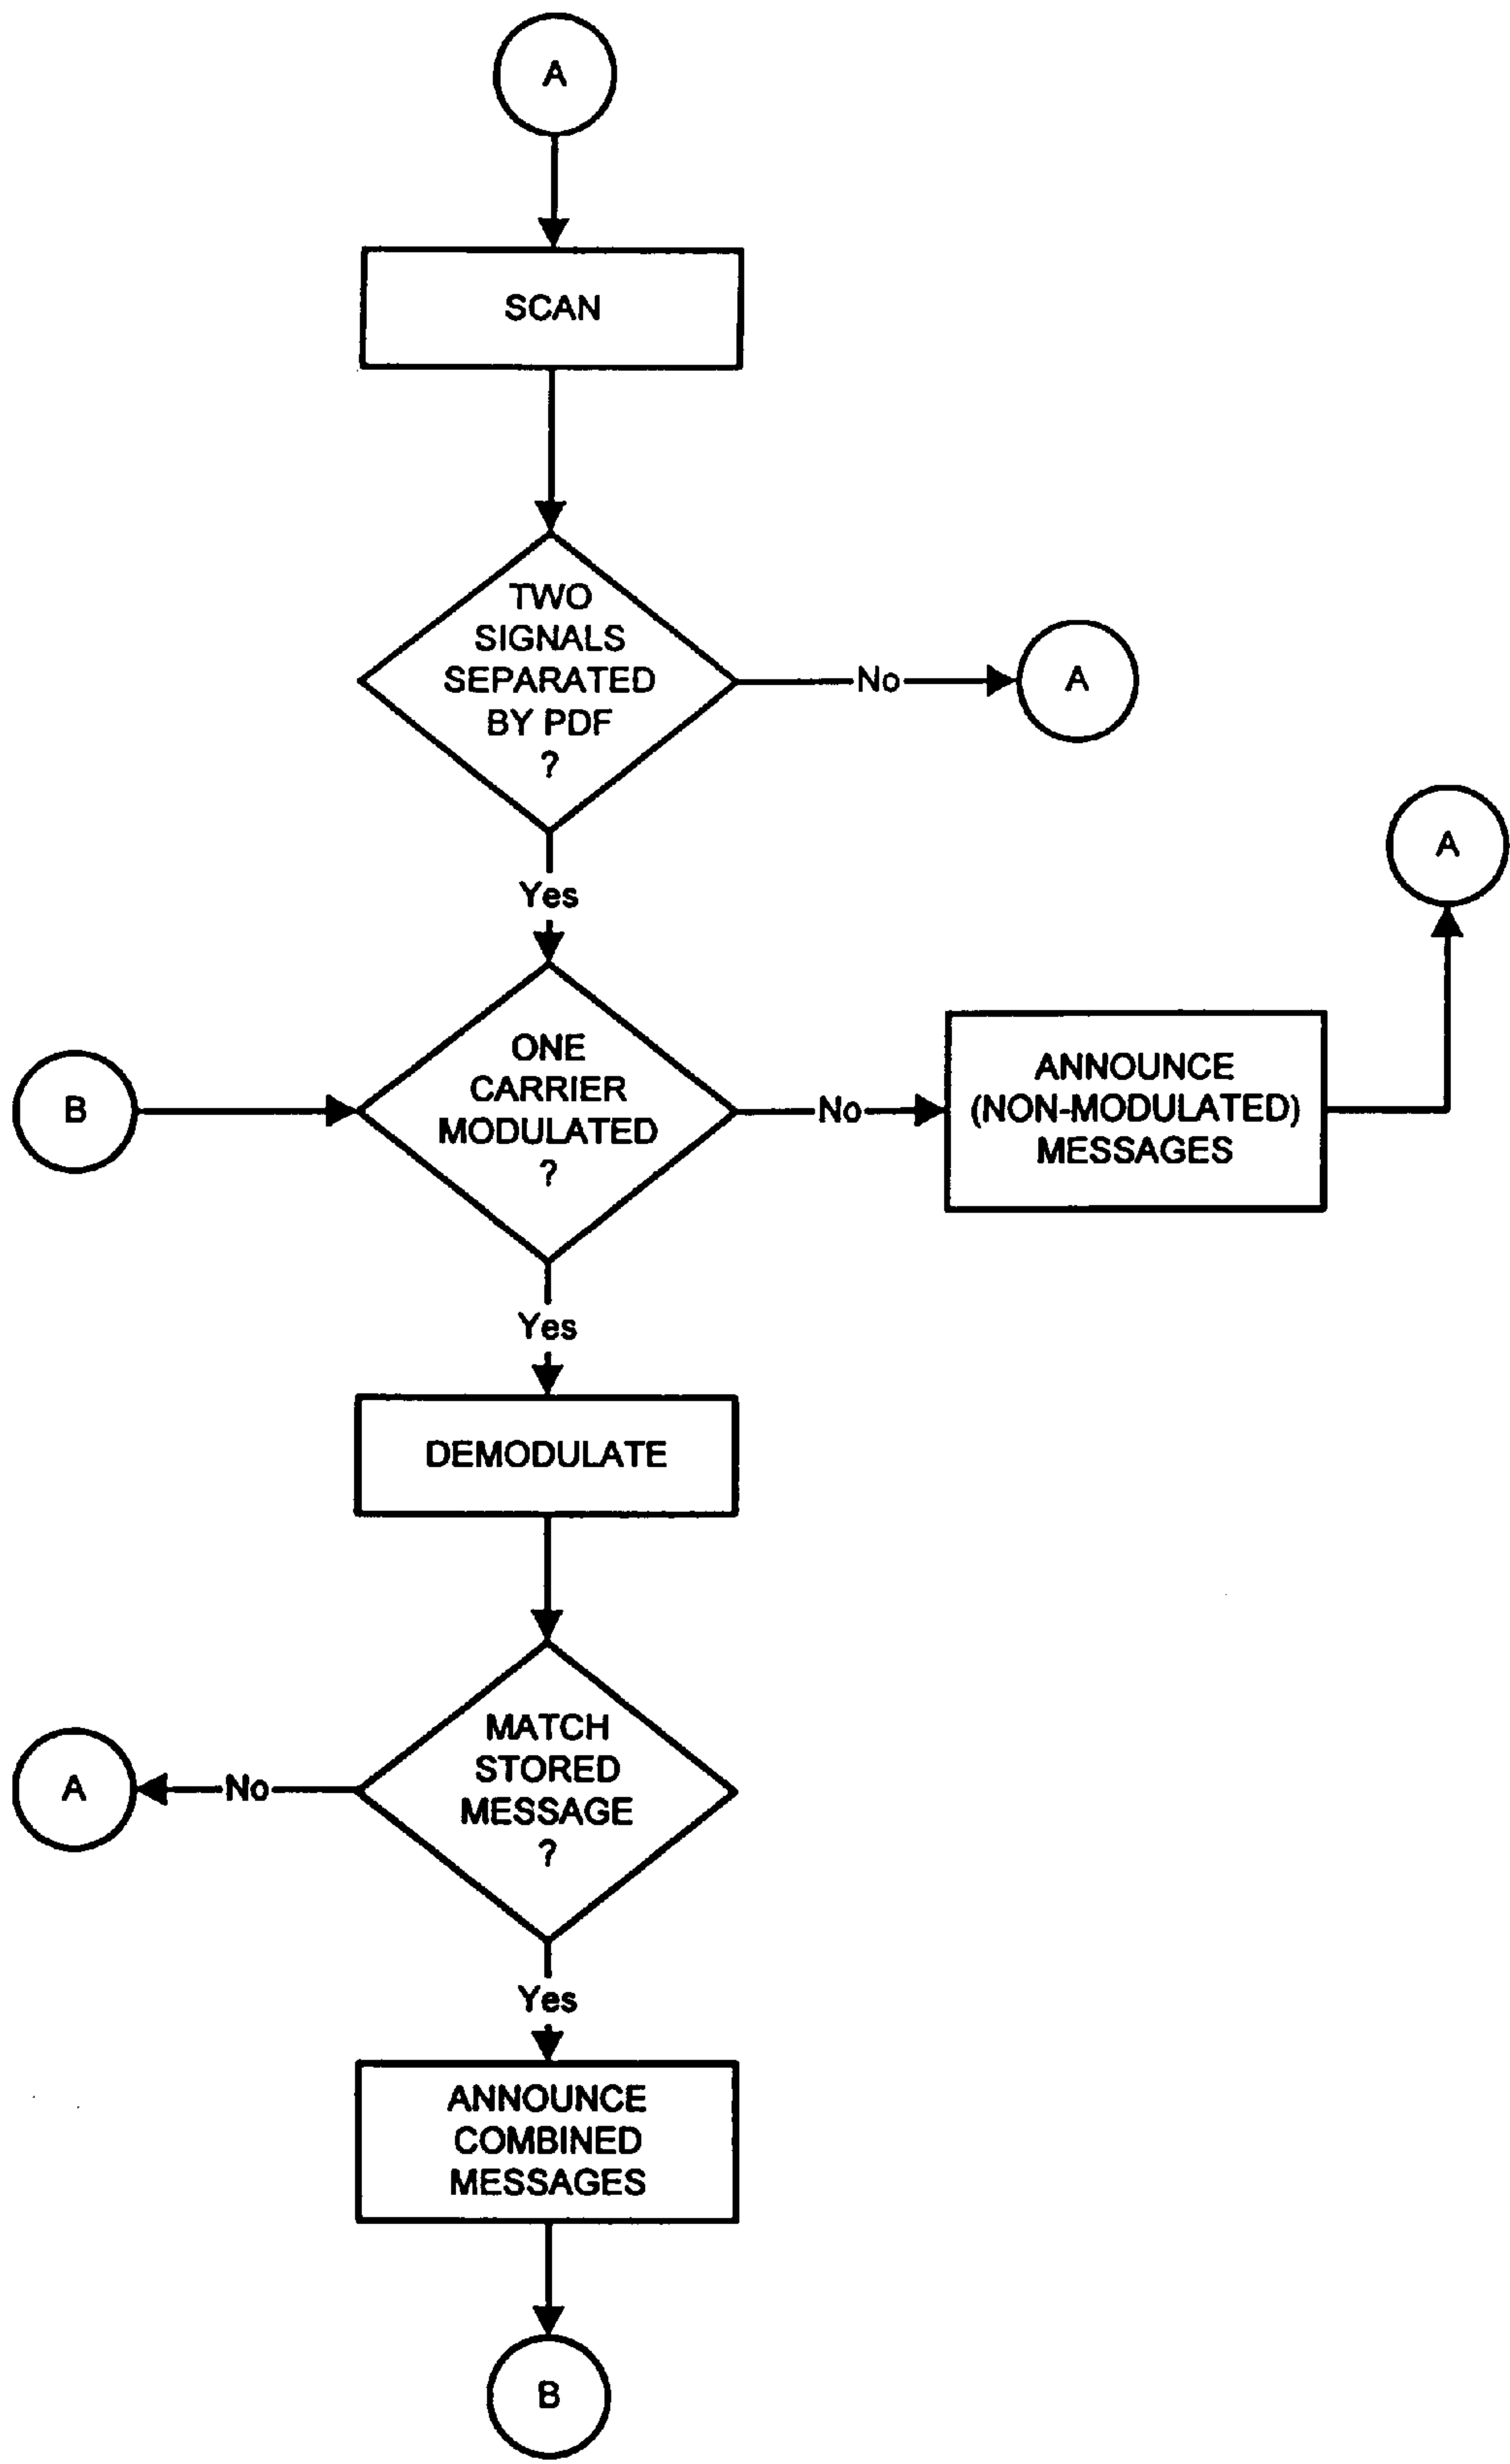 A
SCAN
TWO
SIGNALS
SEPARATED
BY PDF
?
No
A
Yes
A
B
ONE
CARRIER
MODULATED
?
No
ANNOUNCE
(NON-MODULATED)
MESSAGES
Yes
DEMODULATE
MATCH
STORED
MESSAGE
?
No
A
Yes
ANNOUNCE
COMBINED
MESSAGES
B